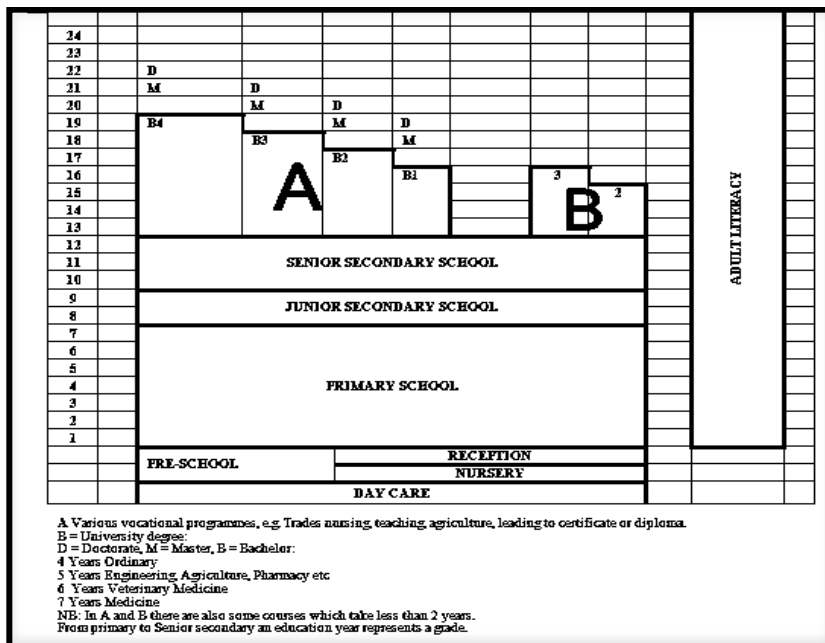 24
23
22 D
21 M D
20 M D
19 B4 M D
18 B3 M
17 B2
16 B1 3
15 A B 2
14
13
12
11 SENIOR SECONDARY SCHOOL
10
9
8 JUNIOR SECONDARY SCHOOL
7
6
5
4 PRIMARY SCHOOL
3
2
1
ADULT LITERACY
PRE-SCHOOL RECEPTION
NURSERY
DAY CARE
A Various vocational programmes, e.g. Trades nursing, teaching, agriculture, leading to certificate or diploma.
B = University degree:
D = Doctorate, M = Master, B = Bachelor:
4 Years Ordinary
5 Years Engineering, Agriculture, Pharmacy etc
6 Years Veterinary Medicine
7 Years Medicine
NB: In A and B there are also some courses which take less than 2 years.
From primary to Senior secondary an education year represents a grade.